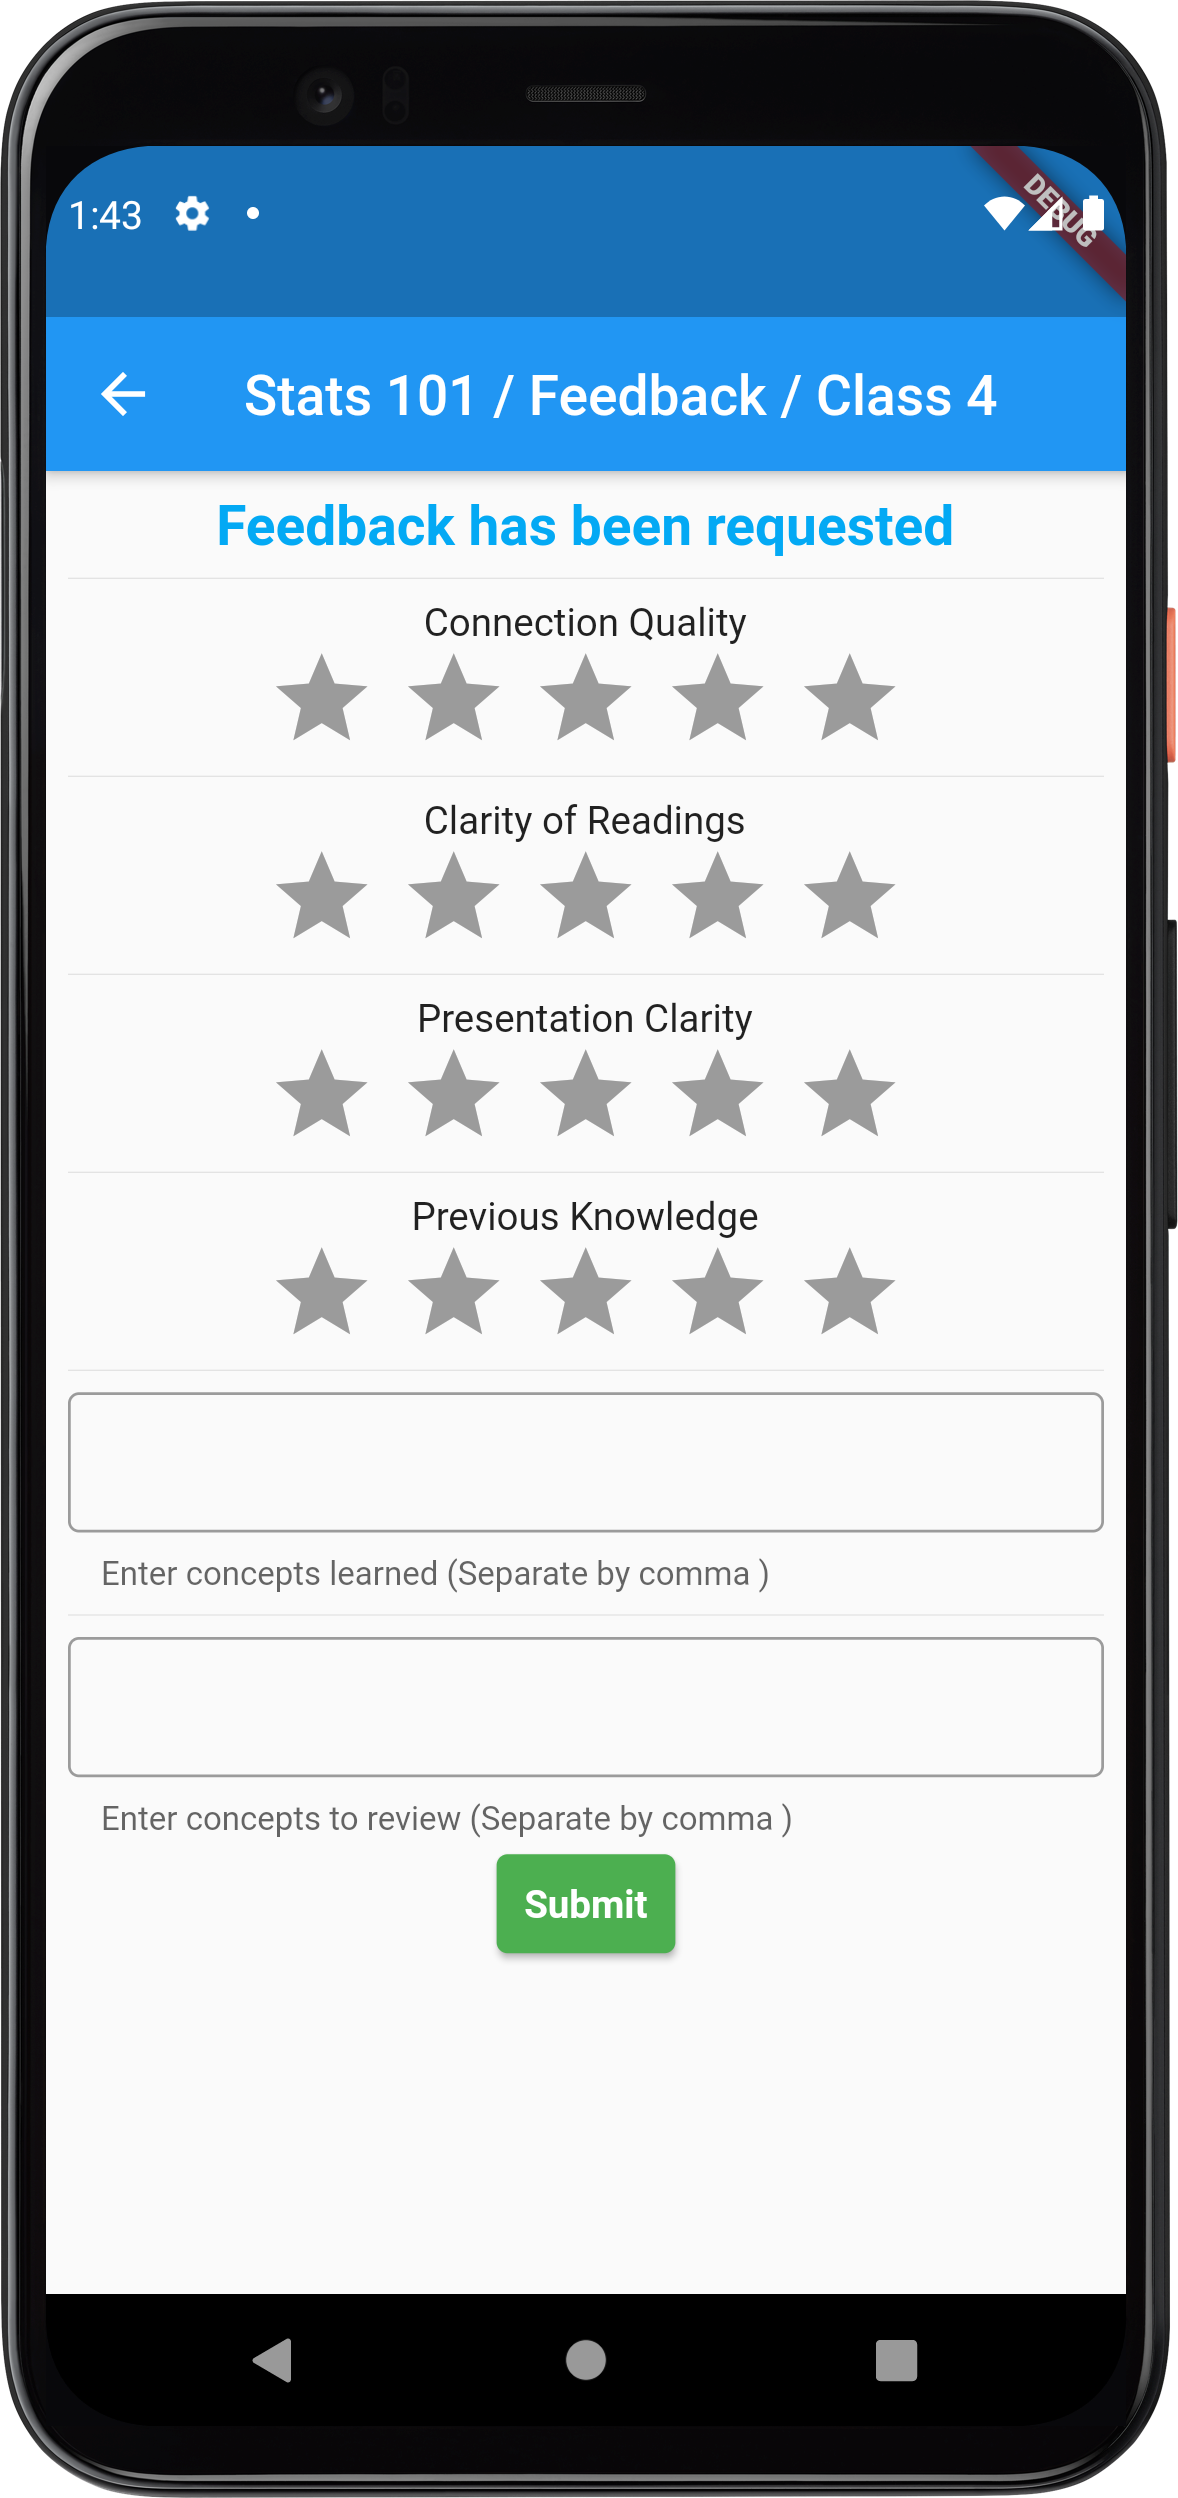 1:43
DEBUG
Stats 101 / Feedback / Class 4
Feedback has been requested
Connection Quality
Clarity of Readings
Presentation Clarity
Previous Knowledge
Enter concepts learned (Separate by comma )
Enter concepts to review (Separate by comma )
Submit